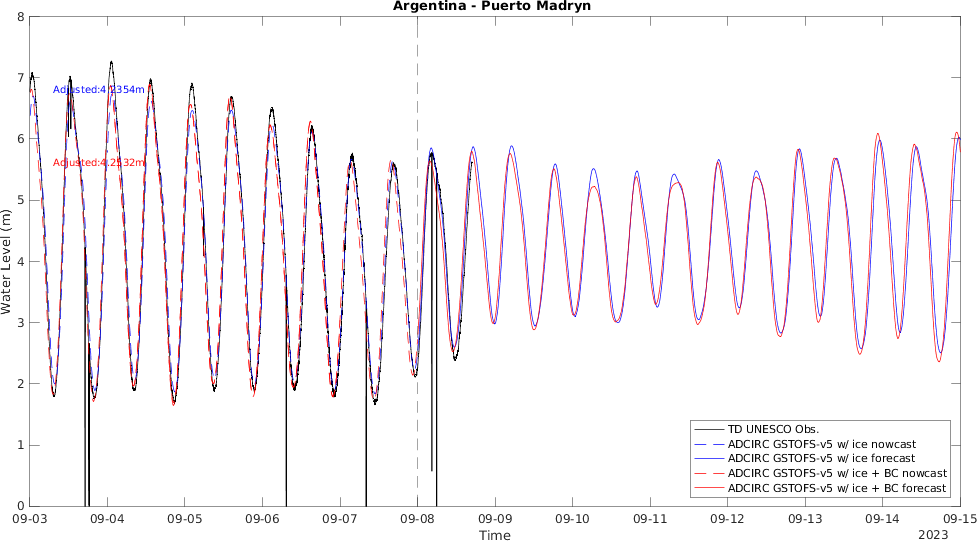 Argentina - Puerto Madryn
8
7
6
5
4
3
2
1
0
Water Level (m)
Adjusted:4.2354m
Adjusted:4.2532m
TD UNESCO Obs.
ADCIRC GSTOFS-v5 w/ ice nowcast
ADCIRC GSTOFS-v5 w/ ice forecast
ADCIRC GSTOFS-v5 w/ ice + BC nowcast
ADCIRC GSTOFS-v5 w/ ice + BC forecast
09-03 09-04 09-05 09-06 09-07 09-08 09-09 09-10 09-11 09-12 09-13 09-14 09-15
Time
2023